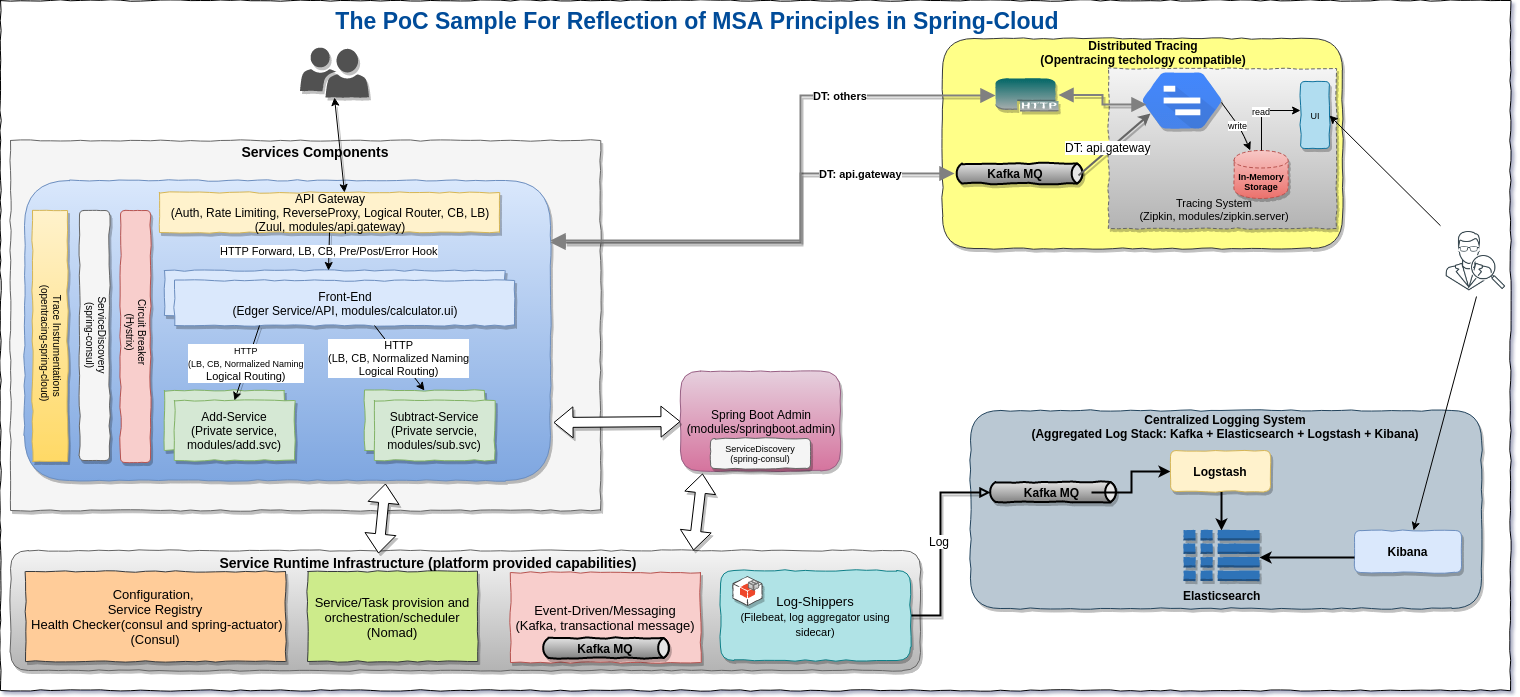 The PoC Sample For Reflection of MSA Principles in Spring-Cloud
Services Components
API Gateway
(Auth, Rate Limiting, ReverseProxy, Logical Router, CB, LB)
(Zuul, modules/api.gateway)
HTTP Forward, LB, CB, Pre/Post/Error Hook
Front-End
(Edger Service/API, modules/calculator.ui)
Trace Instrumentations
(opentracing-spring-cloud)
ServiceDiscovery
(spring-consul)
Circuit Breaker
(Hystrix)
HTTP
(LB, CB, Normalized Naming
Logical Routing)
HTTP
(LB, CB, Normalized Naming
Logical Routing)
Add-Service
(Private service,
modules/add.svc)
Subtract-Service
(Private servcie,
modules/sub.svc)
Spring Boot Admin
(modules/springboot.admin)
ServiceDiscovery
(spring-consul)
DT: others
DT: api.gateway
Distributed Tracing
(Opentracing techology compatible)
HTTP
DT: api.gateway
Kafka MQ
write
read
UI
In-Memory
Storage
Tracing System
(Zipkin, modules/zipkin.server)
Centralized Logging System
(Aggregated Log Stack: Kafka + Elasticsearch + Logstash + Kibana)
Kafka MQ
Logstash
Elasticsearch
Kibana
Log
Service Runtime Infrastructure (platform provided capabilities)
Configuration,
Service Registry
Health Checker(consul and spring-actuator)
(Consul)
Service/Task provision and
orchestration/scheduler
(Nomad)
Event-Driven/Messaging
(Kafka, transactional message)
Kafka MQ
Log-Shippers
(Filebeat, log aggregator using
sidecar)